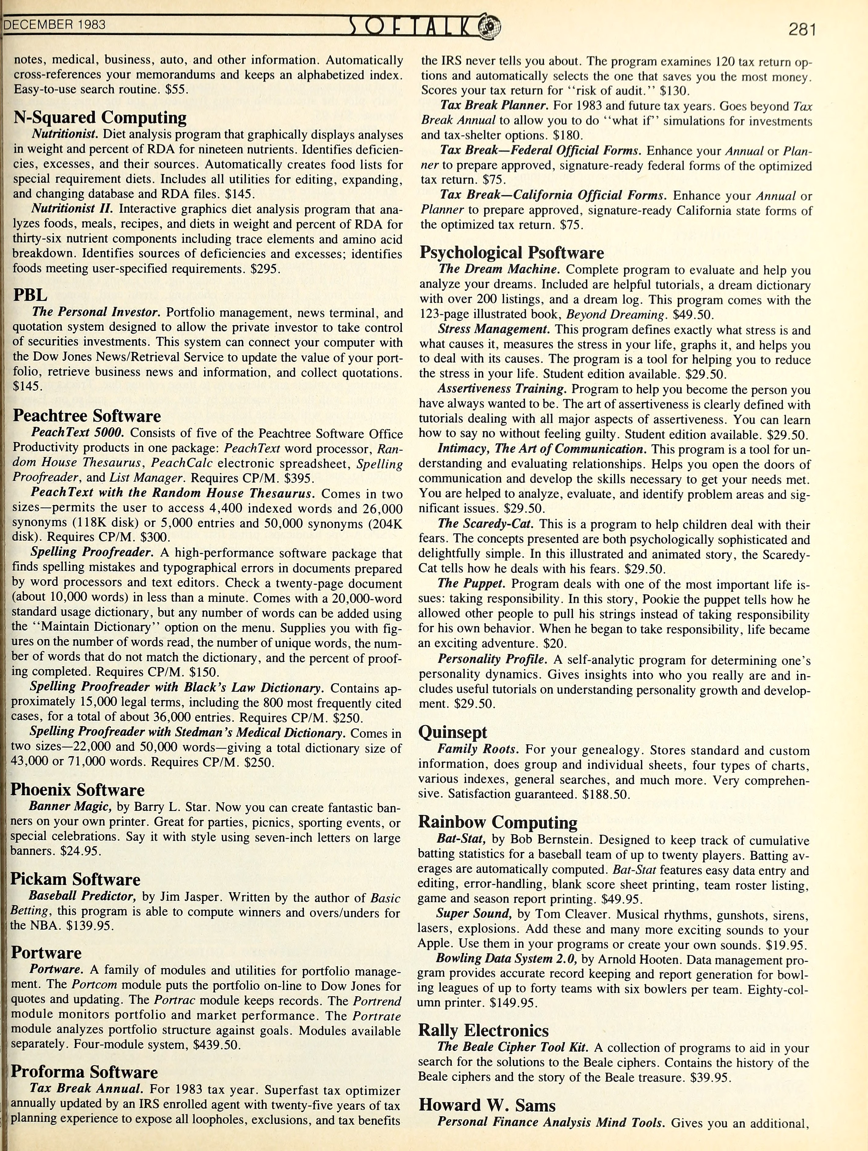 DECEMBER 1983
SOFTALK
281
notes, medical, business, auto, and other information. Automatically
cross-references your memorandums and keeps an alphabetized index.
Easy-to-use search routine. $55.
N-Squared Computing
Nutritionist. Diet analysis program that graphically displays analyses
in weight and percent of RDA for nineteen nutrients. Identifies deficien-
cies, excesses, and their sources. Automatically creates food lists for
special requirement diets. Includes all utilities for editing, expanding,
and changing database and RDA files. $145.
Nutritionist II. Interactive graphics diet analysis program that ana-
lyzes foods, meals, recipes, and diets in weight and percent of RDA for
thirty-six nutrient components including trace elements and amino acid
breakdown. Identifies sources of deficiencies and excesses; identifies
foods meeting user-specified requirements. $295.
PBL
The Personal Investor. Portfolio management, news terminal, and
quotation system designed to allow the private investor to take control
of securities investments. This system can connect your computer with
the Dow Jones News/Retrieval Service to update the value of your port-
folio, retrieve business news and information, and collect quotations.
$145.
Peachtree Software
PeachText 5000. Consists of five of the Peachtree Software Office
Productivity products in one package: PeachText word processor, Ran-
dom House Thesaurus, PeachCalc electronic spreadsheet, Spelling
Proofreader, and List Manager. Requires CP/M. $395.
PeachText with the Random House Thesaurus. Comes in two
sizes—permits the user to access 4,400 indexed words and 26,000
synonyms (118K disk) or 5,000 entries and 50,000 synonyms (204K
disk). Requires CP/M. $300.
Spelling Proofreader. A high-performance software package that
finds spelling mistakes and typographical errors in documents prepared
by word processors and text editors. Check a twenty-page document
(about 10,000 words) in less than a minute. Comes with a 20,000-word
standard usage dictionary, but any number of words can be added using
the "Maintain Dictionary" option on the menu. Supplies you with fig-
ures on the number of words read, the number of unique words, the num-
ber of words that do not match the dictionary, and the percent of proof-
ing completed. Requires CP/M. $150.
Spelling Proofreader with Black's Law Dictionary. Contains ap-
proximately 15,000 legal terms, including the 800 most frequently cited
cases, for a total of about 36,000 entries. Requires CP/M. $250.
Spelling Proofreader with Stedman's Medical Dictionary. Comes in
two sizes—22,000 and 50,000 words—giving a total dictionary size of
43,000 or 71,000 words. Requires CP/M. $250.
Phoenix Software
Banner Magic, by Barry L. Star. Now you can create fantastic ban-
ners on your own printer. Great for parties, picnics, sporting events, or
special celebrations. Say it with style using seven-inch letters on large
banners. $24.95.
Pickam Software
Baseball Predictor, by Jim Jasper. Written by the author of Basic
Betting, this program is able to compute winners and overs/unders for
the NBA. $139.95.
Portware
Portware. A family of modules and utilities for portfolio manage-
ment. The Portcom module puts the portfolio on-line to Dow Jones for
quotes and updating. The Portrac module keeps records. The Portrend
module monitors portfolio and market performance. The Portrate
module analyzes portfolio structure against goals. Modules available
separately. Four-module system, $439.50.
Proforma Software
Tax Break Annual. For 1983 tax year. Superfast tax optimizer
annually updated by an IRS enrolled agent with twenty-five years of tax
planning experience to expose all loopholes, exclusions, and tax benefits
the IRS never tells you about. The program examines 120 tax return op-
tions and automatically selects the one that saves you the most money.
Scores your tax return for "risk of audit." $130.
Tax Break Planner. For 1983 and future tax years. Goes beyond Tax
Break Annual to allow you to do "what if" simulations for investments
and tax-shelter options. $180.
Tax Break—Federal Official Forms. Enhance your Annual or Plan-
ner to prepare approved, signature-ready federal forms of the optimized
tax return. $75.
Tax Break—California Official Forms. Enhance your Annual or
Planner to prepare approved, signature-ready California state forms of
the optimized tax return. $75.
Psychological Psoftware
The Dream Machine. Complete program to evaluate and help you
analyze your dreams. Included are helpful tutorials, a dream dictionary
with over 200 listings, and a dream log. This program comes with the
123-page illustrated book, Beyond Dreaming. $49.50.
Stress Management. This program defines exactly what stress is and
what causes it, measures the stress in your life, graphs it, and helps you
to deal with its causes. The program is a tool for helping you to reduce
the stress in your life. Student edition available. $29.50.
Assertiveness Training. Program to help you become the person you
have always wanted to be. The art of assertiveness is clearly defined with
tutorials dealing with all major aspects of assertiveness. You can learn
how to say no without feeling guilty. Student edition available. $29.50.
Intimacy, The Art of Communication. This program is a tool for un-
derstanding and evaluating relationships. Helps you open the doors of
communication and develop the skills necessary to get your needs met.
You are helped to analyze, evaluate, and identify problem areas and sig-
nificant issues. $29.50.
The Scaredy-Cat. This is a program to help children deal with their
fears. The concepts presented are both psychologically sophisticated and
delightfully simple. In this illustrated and animated story, the Scaredy-
Cat tells how he deals with his fears. $29.50.
The Puppet. Program deals with one of the most important life is-
sues: taking responsibility. In this story, Pookie the puppet tells how he
allowed other people to pull his strings instead of taking responsibility
for his own behavior. When he began to take responsibility, life became
an exciting adventure. $20.
Personality Profile. A self-analytic program for determining one's
personality dynamics. Gives insights into who you really are and in-
cludes useful tutorials on understanding personality growth and develop-
ment. $29.50.
Quinsept
Family Roots. For your genealogy. Stores standard and custom
information, does group and individual sheets, four types of charts,
various indexes, general searches, and much more. Very comprehen-
sive. Satisfaction guaranteed. $188.50.
Rainbow Computing
Bat-Stat, by Bob Bernstein. Designed to keep track of cumulative
batting statistics for a baseball team of up to twenty players. Batting av-
erages are automatically computed. Bat-Stat features easy data entry and
editing, error-handling, blank score sheet printing, team roster listing,
game and season report printing. $49.95.
Super Sound, by Tom Cleaver. Musical rhythms, gunshots, sirens,
lasers, explosions. Add these and many more exciting sounds to your
Apple. Use them in your programs or create your own sounds. $19.95.
Bowling Data System 2.0, by Arnold Hooten. Data management pro-
gram provides accurate record keeping and report generation for bowl-
ing leagues of up to forty teams with six bowlers per team. Eighty-col-
umn printer. $149.95.
Rally Electronics
The Beale Cipher Tool Kit. A collection of programs to aid in your
search for the solutions to the Beale ciphers. Contains the history of the
Beale ciphers and the story of the Beale treasure. $39.95.
Howard W. Sams
Personal Finance Analysis Mind Tools. Gives you an additional,